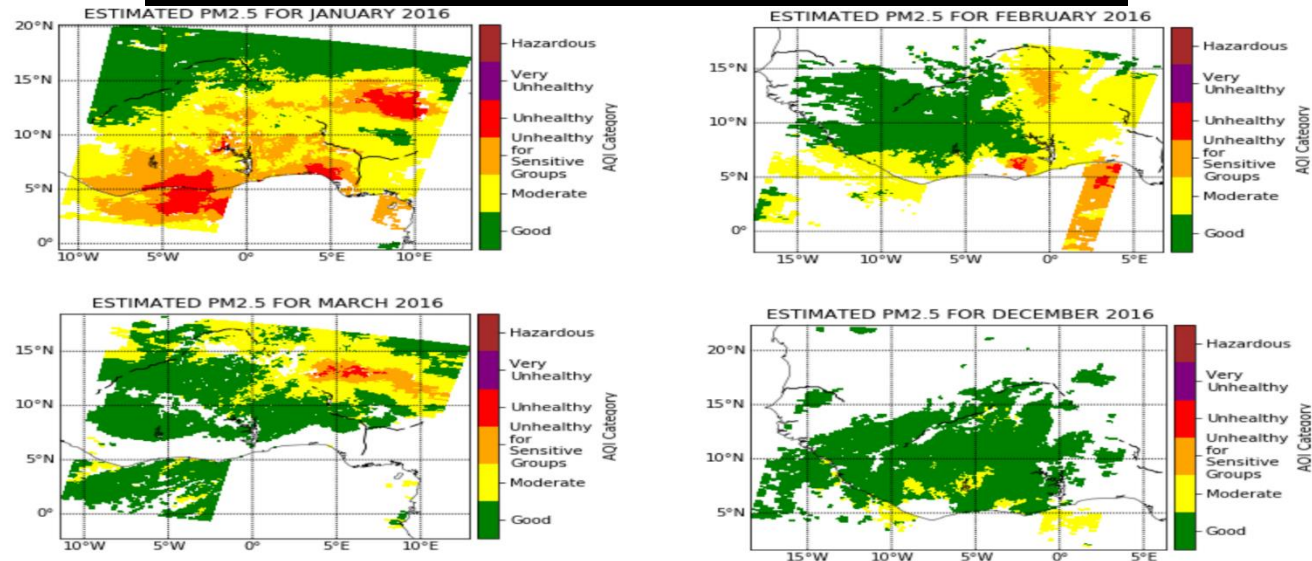 ESTIMATED PM2.5 FOR JANUARY 2016
20°N
15°N
10°N
5°N
0°
10°W
5°W
0°
5°E
10°E
Hazardous
Very
Unhealthy
Unhealthy
Unhealthy
for
Sensitive
Groups
Moderate
Good
AQI Category
ESTIMATED PM2.5 FOR FEBRUARY 2016
15°N
10°N
5°N
0°
15°W
10°W
5°W
0°
5°E
Hazardous
Very
Unhealthy
Unhealthy
Unhealthy
for
Sensitive
Groups
Moderate
Good
AQI Category
ESTIMATED PM2.5 FOR MARCH 2016
15°N
10°N
5°N
0°
10°W
5°W
0°
5°E
10°E
Hazardous
Very
Unhealthy
Unhealthy
Unhealthy
for
Sensitive
Groups
Moderate
Good
AQI Category
ESTIMATED PM2.5 FOR DECEMBER 2016
20°N
15°N
10°N
5°N
15°W
10°W
5°W
0°
5°E
Hazardous
Very
Unhealthy
Unhealthy
Unhealthy
for
Sensitive
Groups
Moderate
Good
AQI Category